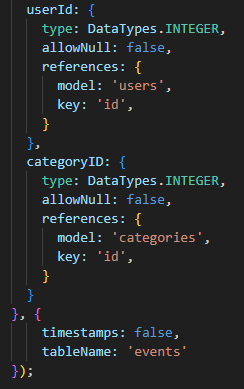 userId: {
type: DataTypes.INTEGER,
allowNull: false,
references: {
model: 'users',
key: 'id',
}
},
categoryID: {
type: DataTypes.INTEGER,
allowNull: false,
references: {
model: 'categories',
key: 'id',
}
}
}, {
timestamps: false,
tableName: 'events'
});